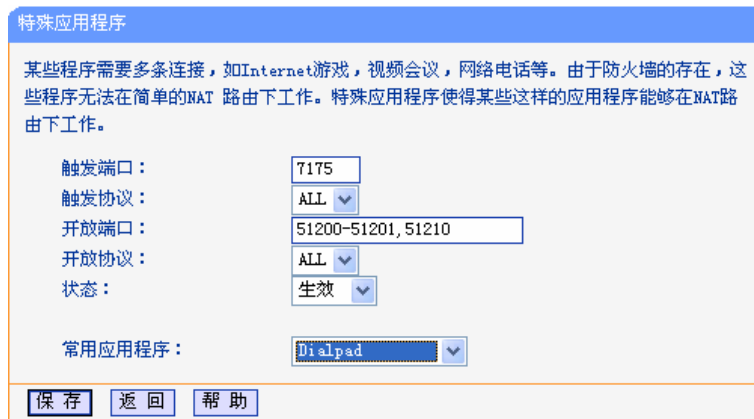 特殊应用程序
某些程序需要多条连接，如Internet游戏，视频会议，网络电话等。由于防火墙的存在，这
些程序无法在简单的NAT 路由下工作。特殊应用程序使得某些这样的应用程序能够在NAT路
由下工作。
触发端口： 7175
触发协议： ALL
开放端口： 51200-51201,51210
开放协议： ALL
状态： 生效
常用应用程序： Dialpad
保 存 返 回 帮 助